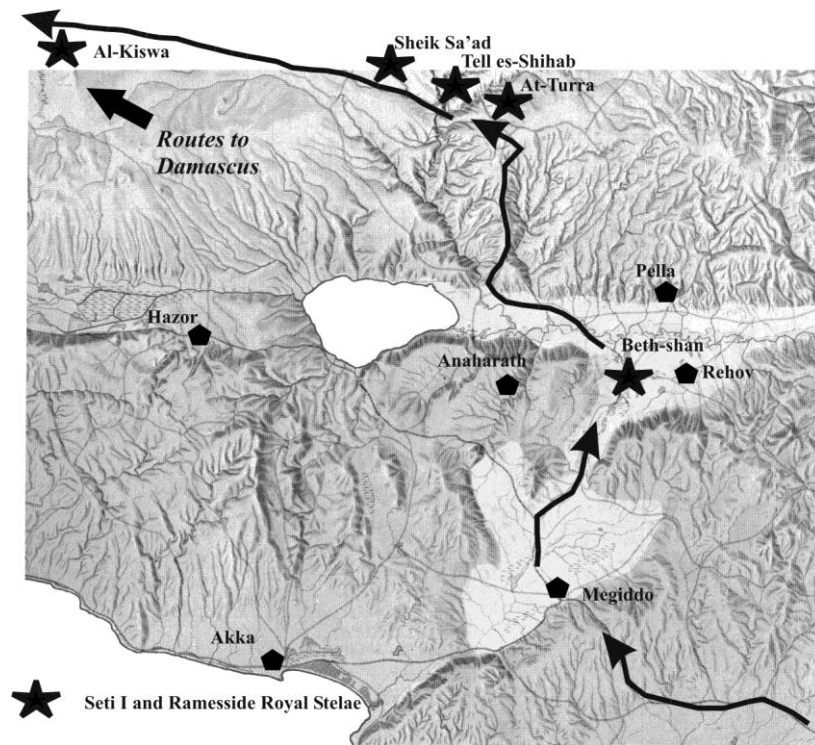 Sheik Sa'ad
Al-Kiswa
Tell es-Shihab
At-Turra
Routes to
Damascus
Pella
Hazor
Beth-shan
Anaharath
Rehov
Megiddo
Akka
Seti I and Ramesside Royal Stelae